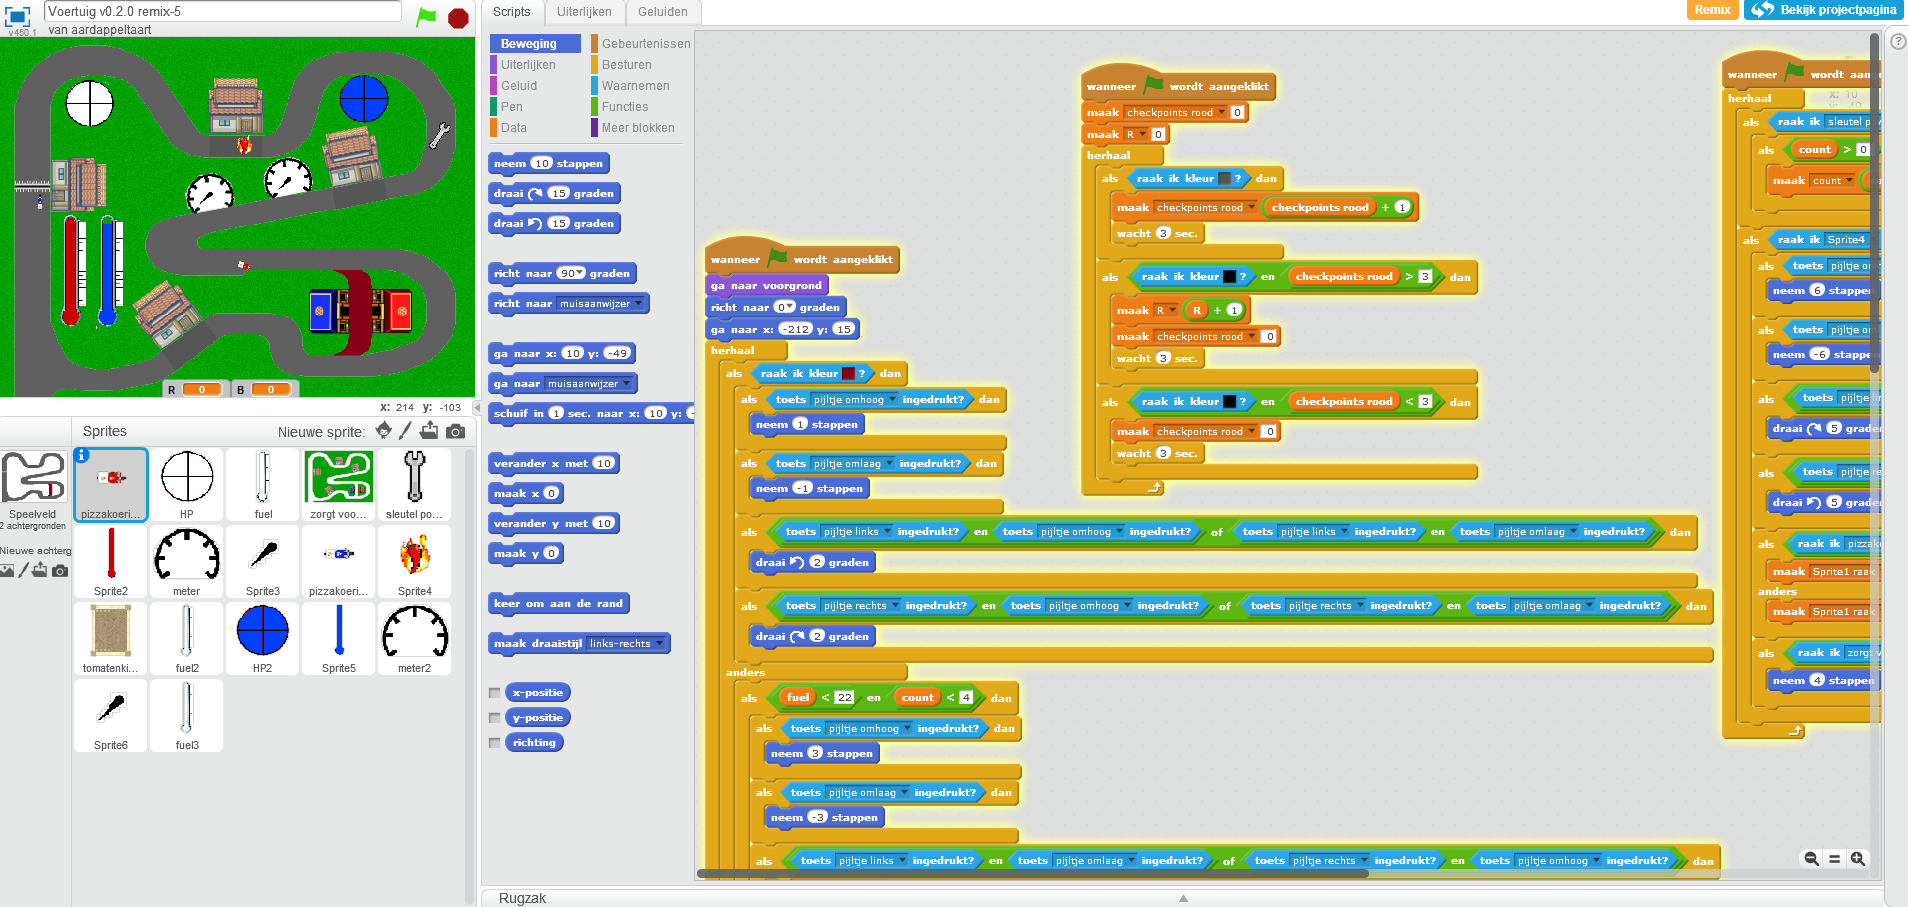 Voertuig v0.2.0 remix-5
van aardappeltaart
v450.1
R 0 B 0
x: 214 y: -103
Sprites
Nieuwe sprite:
Speelveld
2 achtergronden
Nieuwe achterg
pizzakoeri...
HP
fuel
zorgt voo...
sleutel po...
Sprite2
meter
Sprite3
pizzakoeri...
Sprite4
tomatenki...
fuel2
HP2
Sprite5
meter2
Sprite6
fuel3
Scripts
Uiterlijken
Geluiden
Remix
Bekijk projectpagina
Beweging
Gebeurtenissen
Uiterlijken
Besturen
Geluid
Waarnemen
Pen
Functies
Data
Meer blokken
neem 10 stappen
draai 15 graden
draai 15 graden
richt naar 90 graden
richt naar muisaanwijzer
ga naar x: 10 y: -49
ga naar muisaanwijzer
schuif in 1 sec. naar x: 10 y:
verander x met 10
maak x 0
verander y met 10
maak y 0
keer om aan de rand
maak draaistijl links-rechts
x-positie
y-positie
richting
wanneer wordt aangeklikt
ga naar voorgrond
richt naar 0 graden
ga naar x: -212 y: 15
herhaal
als raak ik kleur ? dan
als toets pijltje omhoog ingedrukt? dan
neem 1 stappen
als toets pijltje omlaag ingedrukt? dan
neem -1 stappen
als toets pijltje links ingedrukt? en toets pijltje omhoog ingedrukt? of toets pijltje links ingedrukt? en toets pijltje omlaag ingedrukt? dan
draai 2 graden
als toets pijltje rechts ingedrukt? en toets pijltje omhoog ingedrukt? of toets pijltje rechts ingedrukt? en toets pijltje omlaag ingedrukt? dan
draai 2 graden
anders
als fuel < 22 en count < 4 dan
als toets pijltje omhoog ingedrukt? dan
neem 3 stappen
als toets pijltje omlaag ingedrukt? dan
neem -3 stappen
als toets pijltje links ingedrukt? en toets pijltje omlaag ingedrukt? of toets pijltje rechts ingedrukt? en toets pijltje omhoog ingedrukt? dan
wanneer wordt aangeklikt
maak checkpoints rood 0
maak R 0
herhaal
als raak ik kleur ? dan
maak checkpoints rood checkpoints rood + 1
wacht 3 sec.
als raak ik kleur ? en checkpoints rood > 3 dan
maak R R + 1
maak checkpoints rood 0
wacht 3 sec.
als raak ik kleur ? en checkpoints rood < 3 dan
maak checkpoints rood 0
wacht 3 sec.
wanneer wordt aan
x: 10
herhaal
als raak ik sleutel
als count > 0
maak count
als raak ik Sprite4
als toets pijltje
neem 6 stappen
als toets pijltje
neem -6 stappen
als toets pijltje
draai 5 graden
als toets pijltje
draai 5 graden
als raak ik pizzak
maak Sprite1 raak
anders
maak Sprite1 raak
als raak ik zorgt
neem 4 stappen
Rugzak